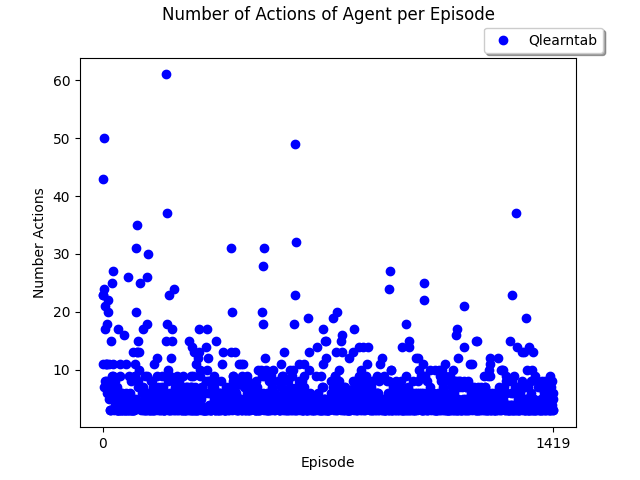 Number of Actions of Agent per Episode
Qlearntab
60
50
40
30
20
10
Number Actions
0 1419
Episode